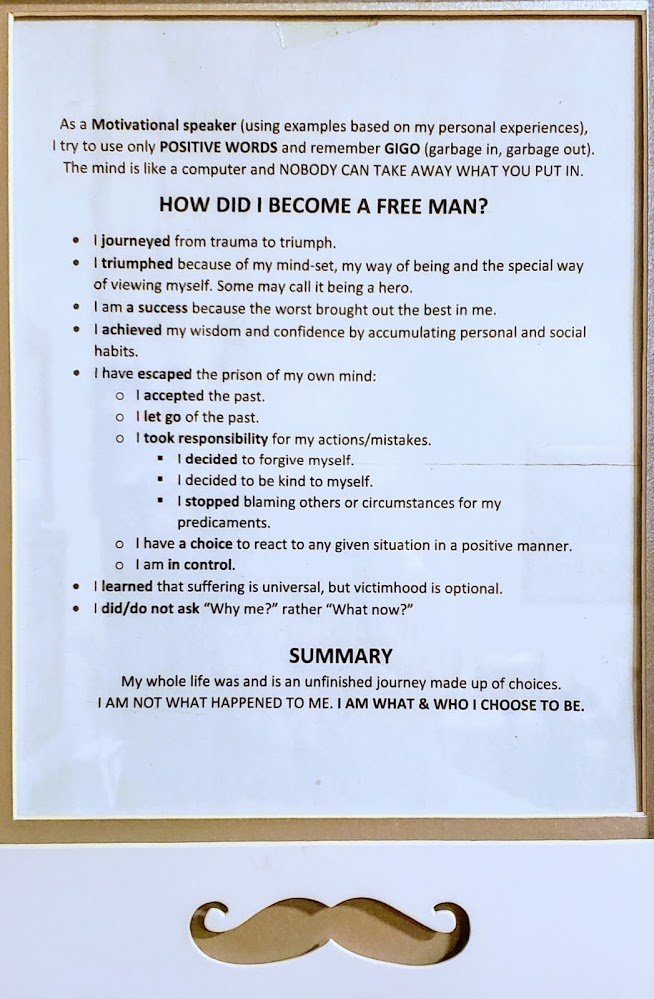 As a Motivational speaker (using examples based on my personal experiences),
I try to use only POSITIVE WORDS and remember GIGO (garbage in, garbage out).
The mind is like a computer and NOBODY CAN TAKE AWAY WHAT YOU PUT IN.
HOW DID I BECOME A FREE MAN?
• I journeyed from trauma to triumph.
• I triumphed because of my mind-set, my way of being and the special way
of viewing myself. Some may call it being a hero.
• I am a success because the worst brought out the best in me.
• I achieved my wisdom and confidence by accumulating personal and social
habits.
• I have escaped the prison of my own mind:
o I accepted the past.
o I let go of the past.
o I took responsibility for my actions/mistakes.
▪ I decided to forgive myself.
▪ I decided to be kind to myself.
▪ I stopped blaming others or circumstances for my
predicaments.
o I have a choice to react to any given situation in a positive manner.
o I am in control.
• I learned that suffering is universal, but victimhood is optional.
• I did/do not ask “Why me?” rather “What now?”
SUMMARY
My whole life was and is an unfinished journey made up of choices.
I AM NOT WHAT HAPPENED TO ME. I AM WHAT & WHO I CHOOSE TO BE.